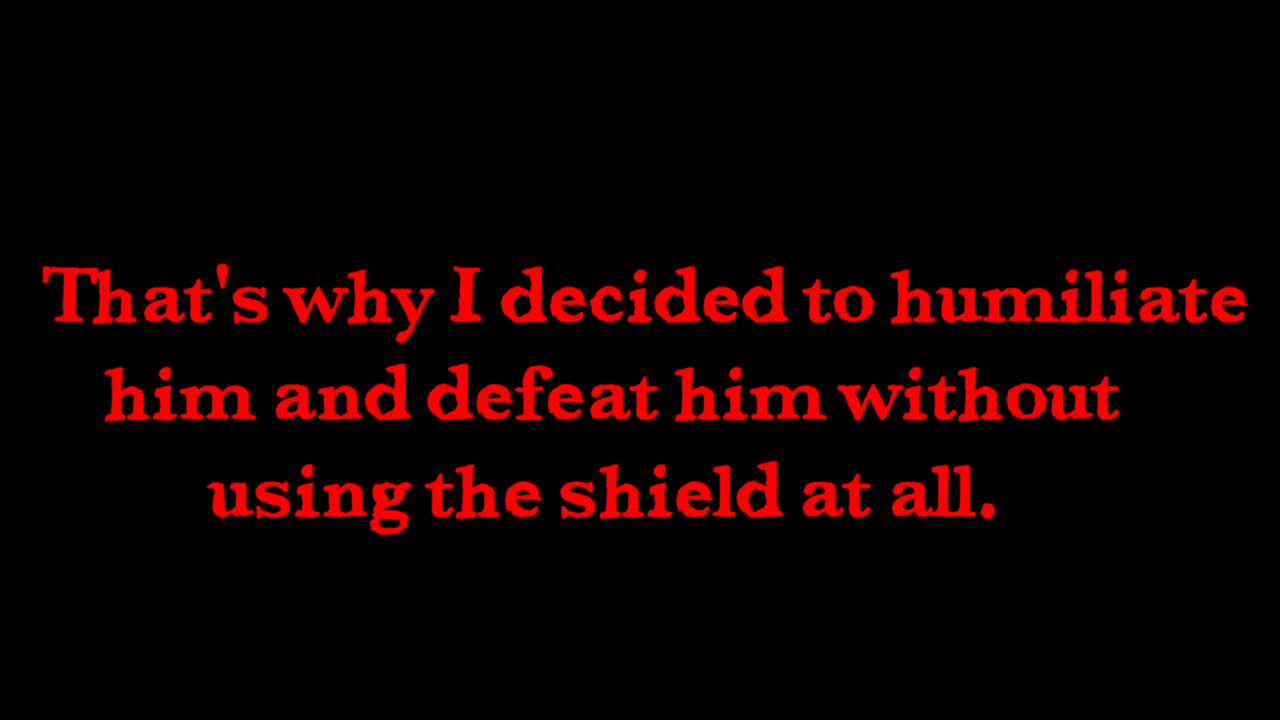 That's why I decided to humiliate
him and defeat him without
using the shield at all.